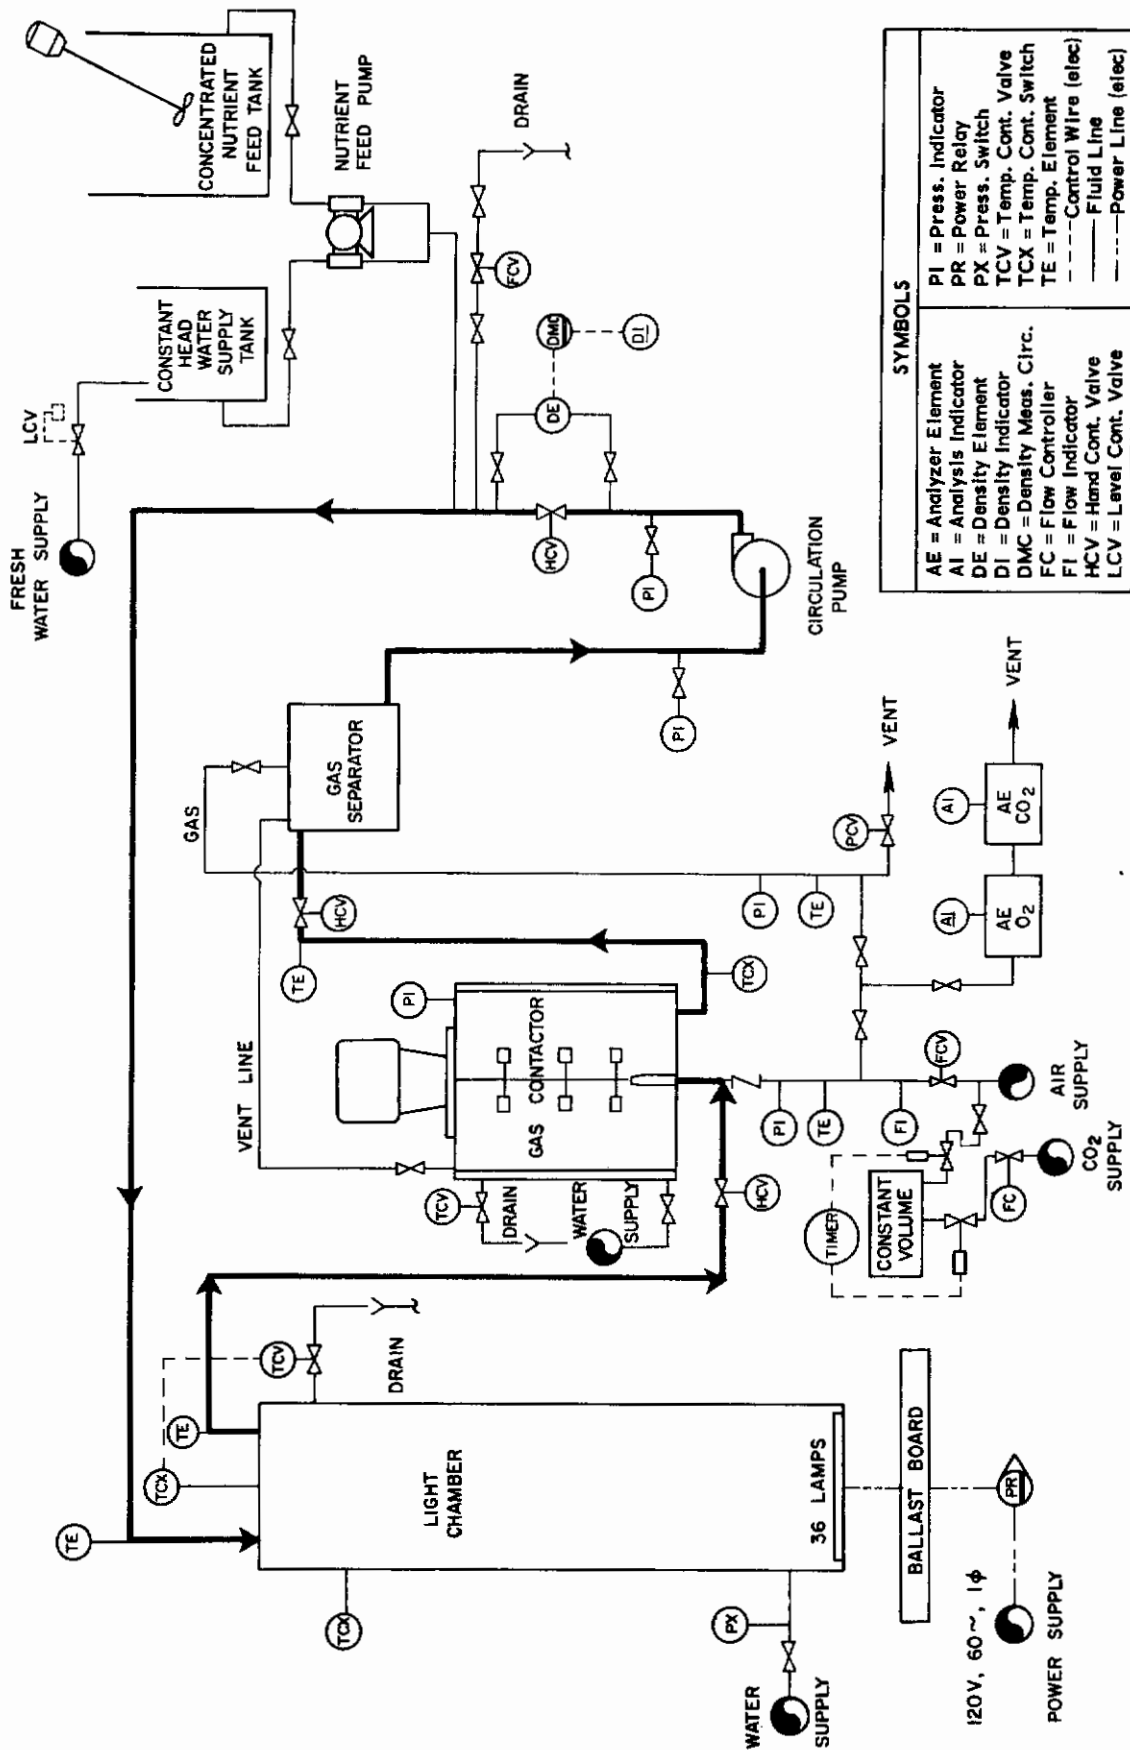 TE
TCX
TE
TCX
TCV
DRAIN
LIGHT
CHAMBER
36 LAMPS
PX
WATER
SUPPLY
BALLAST BOARD
PR
120V, 60~, 1ϕ
POWER SUPPLY
VENT LINE
GAS
TE
HCV
PI
GAS CONTACTOR
TCV
DRAIN
WATER
SUPPLY
HCV
TCX
PI
TE
FI
FCV
AIR
SUPPLY
CO2
SUPPLY
FC
TIMER
CONSTANT
VOLUME
GAS
SEPARATOR
PI
TE
PCV
VENT
AI
AE
O2
AI
AE
CO2
VENT
PI
PI
HCV
CIRCULATION
PUMP
FRESH
WATER SUPPLY
LCV
CONSTANT
HEAD
WATER
SUPPLY
TANK
CONCENTRATED
NUTRIENT
FEED TANK
NUTRIENT
FEED PUMP
DRAIN
FCV
DE
DMC
DI
SYMBOLS
AE = Analyzer Element
AI = Analysis Indicator
DE = Density Element
DI = Density Indicator
DMC = Density Meas. Circ.
FC = Flow Controller
FI = Flow Indicator
HCV = Hand Cont. Valve
LCV = Level Cont. Valve
PI = Press. Indicator
PR = Power Relay
PX = Press. Switch
TCV = Temp. Cont. Valve
TCX = Temp. Cont. Switch
TE = Temp. Element
Control Wire (elec)
Fluid Line
Power Line (elec)